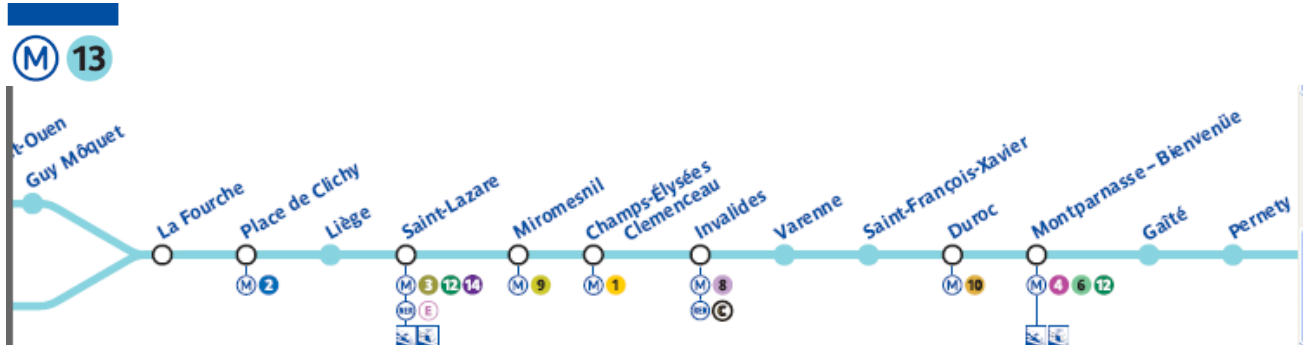 M 13
t-Ouen
Guy Môquet
La Fourche
Place de Clichy
Liège
Saint-Lazare
Miromesnil
Champs-Élysées
Clemenceau
Invalides
Varenne
Saint-François-Xavier
Duroc
Montparnasse – Bienvenüe
Gaîté
Pernety
M 2
M 3 12 14
RER E
M 9
M 1
M 8
RER C
M 10
M 4 6 12